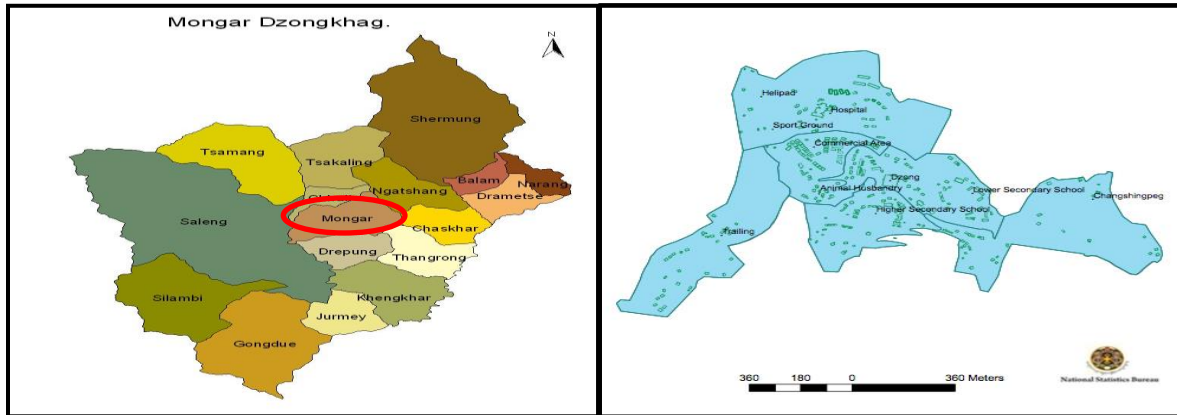 Mongar Dzongkhag.
N
Shermung
Tsamang
Tsakaling
Balam
Narang
Ngatshang
Drametse
Saleng
Mongar
Chaskhar
Drepung
Thangrong
Silambi
Khengkhar
Jurmey
Gongdue
Helipad
Hospital
Sport Ground
Commercial Area
Dzong
Animal Husbandry
Lower Secondary School
Changshingpeg
Higher Secondary School
Trailing
360 180 0 360 Meters
National Statistics Bureau